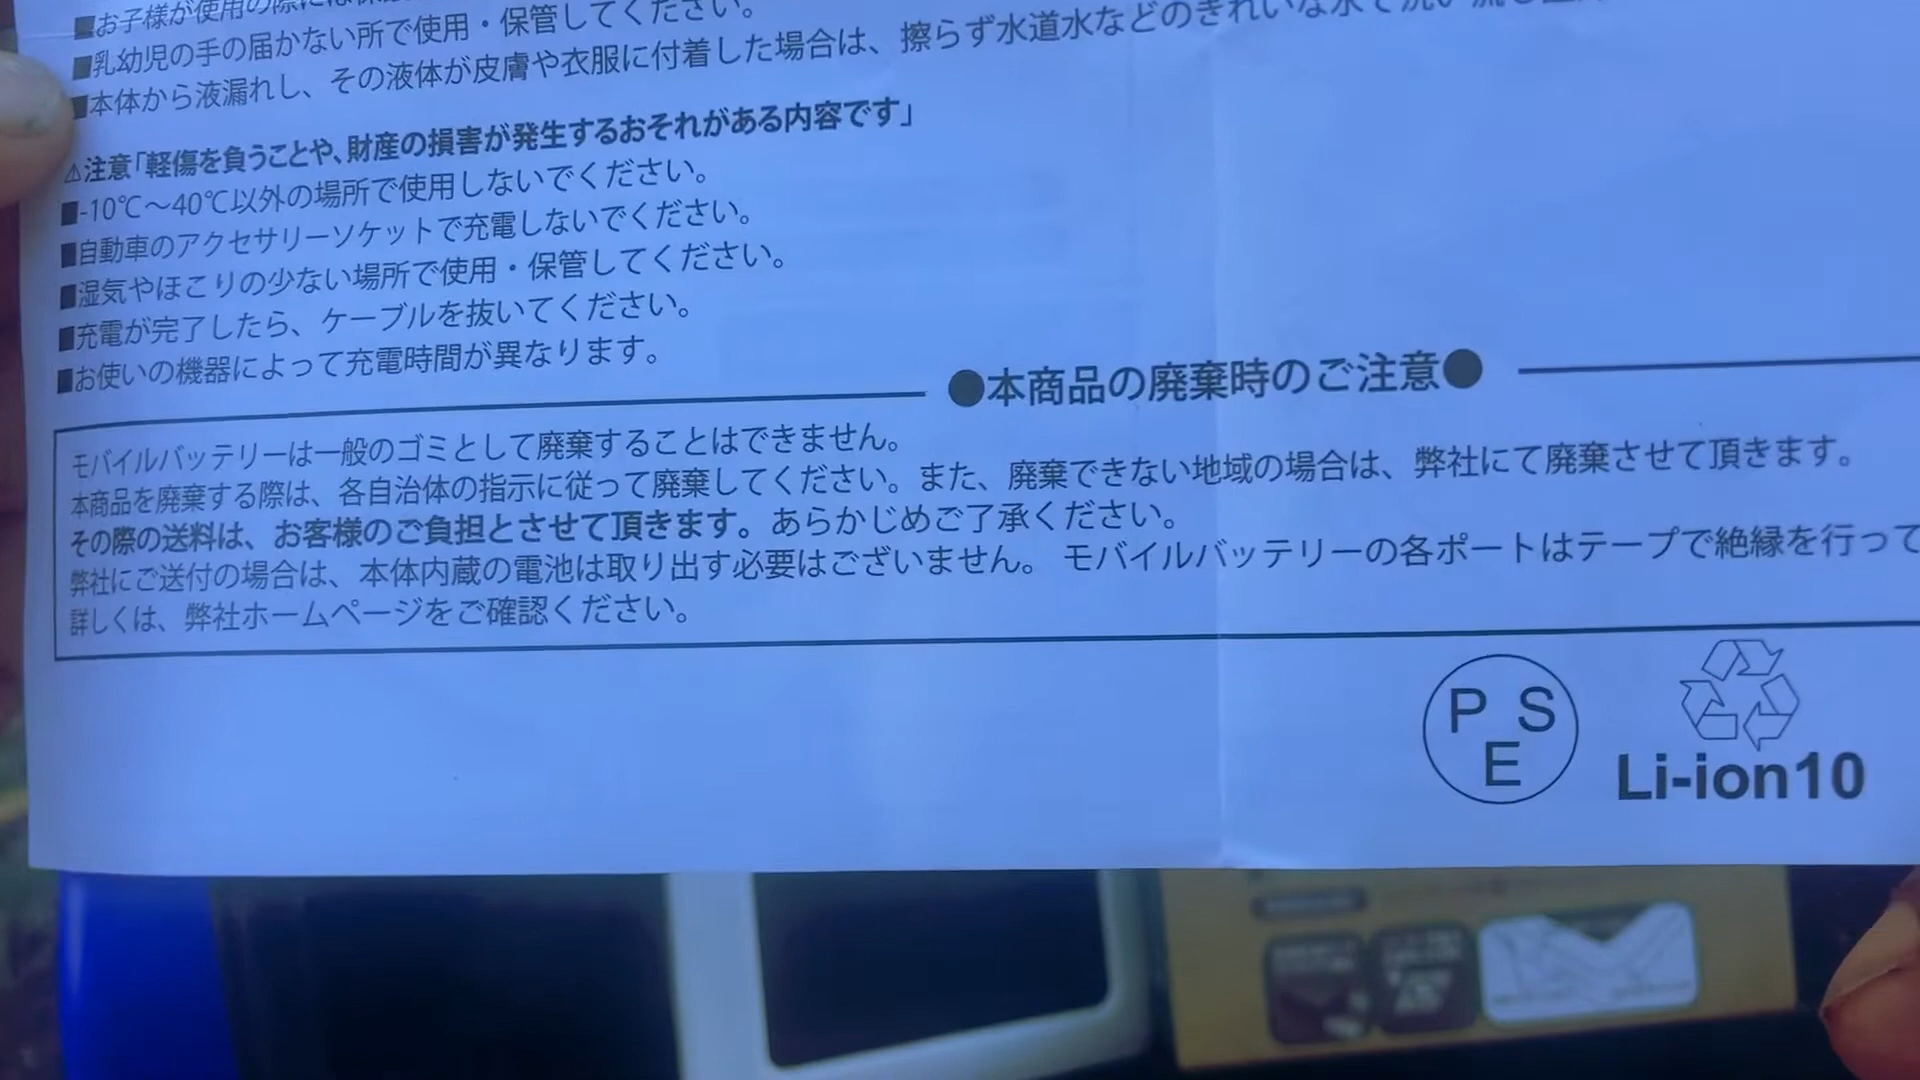 ■お子様が使用の際には
■乳幼児の手の届かない所で使用・保管してください。
■本体から液漏れし、その液体が皮膚や衣服に付着した場合は、擦らず水道水などのきれいな水で洗い流し
⚠注意「軽傷を負うことや、財産の損害が発生するおそれがある内容です」
■-10℃～40℃以外の場所で使用しないでください。
■自動車のアクセサリーソケットで充電しないでください。
■湿気やほこりの少ない場所で使用・保管してください。
■充電が完了したら、ケーブルを抜いてください。
■お使いの機器によって充電時間が異なります。
●本商品の廃棄時のご注意●
モバイルバッテリーは一般のゴミとして廃棄することはできません。
本商品を廃棄する際は、各自治体の指示に従って廃棄してください。また、廃棄できない地域の場合は、弊社にて廃棄させて頂きます。
その際の送料は、お客様のご負担とさせて頂きます。あらかじめご了承ください。
弊社にご送付の場合は、本体内蔵の電池は取り出す必要はございません。 モバイルバッテリーの各ポートはテープで絶縁を行って
詳しくは、弊社ホームページをご確認ください。
P S
E
Li-ion10